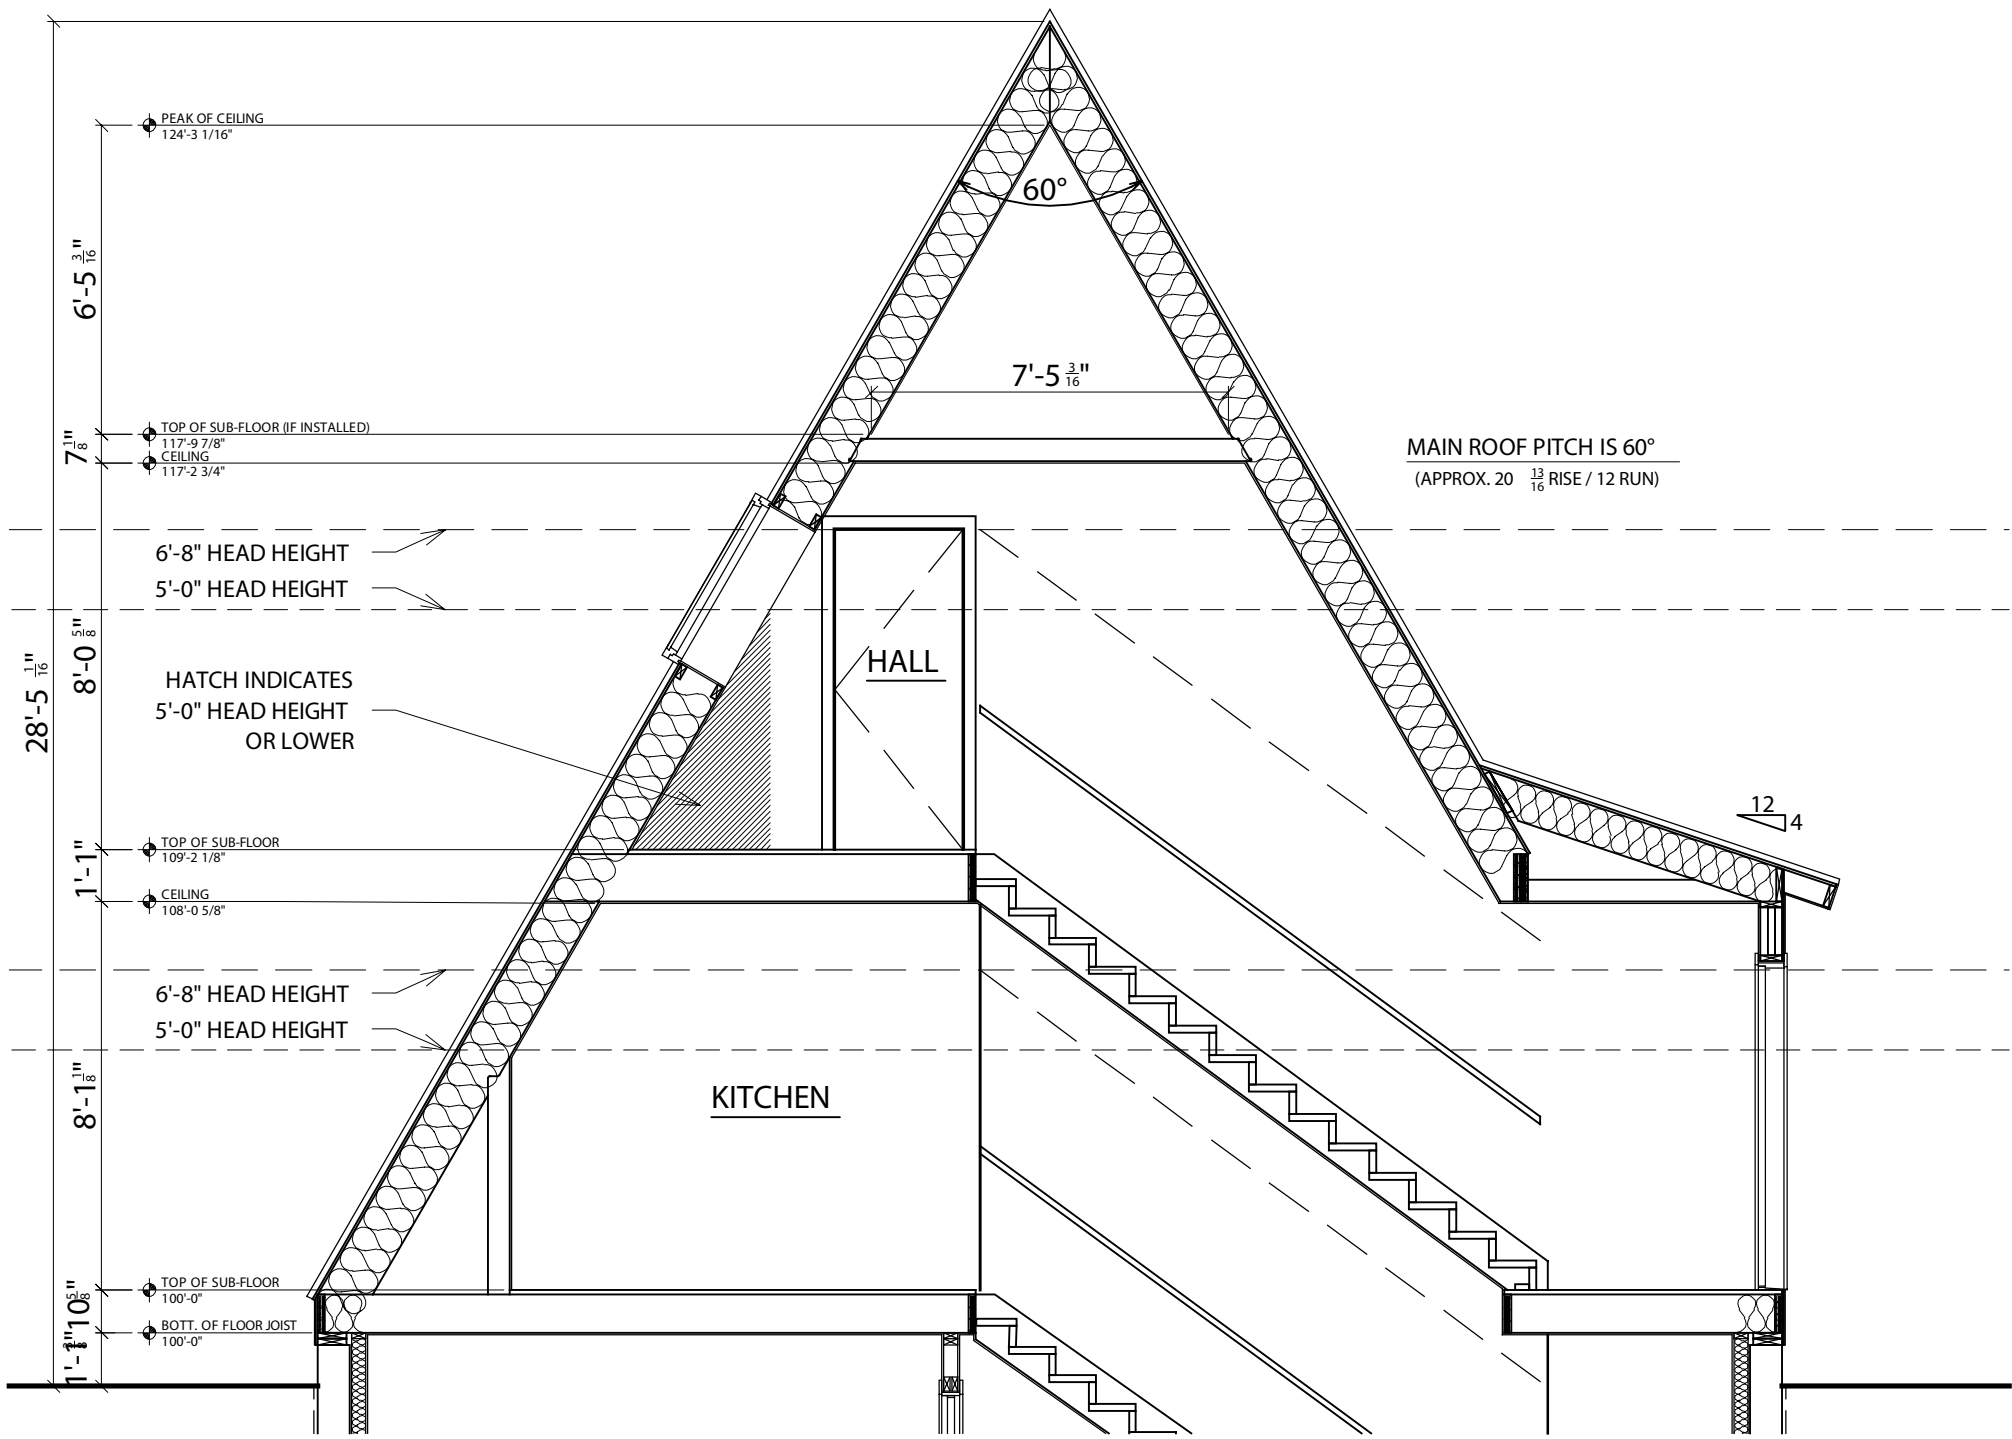 PEAK OF CEILING
124'-3 1/16"
60°
6'-5 3/16"
7'-5 3/16"
TOP OF SUB-FLOOR (IF INSTALLED)
117'-9 7/8"
7 1/8"
CEILING
117'-2 3/4"
MAIN ROOF PITCH IS 60°
(APPROX. 20 13/16 RISE / 12 RUN)
6'-8" HEAD HEIGHT
5'-0" HEAD HEIGHT
8'-0 5/8"
28'-5 1/16"
HALL
HATCH INDICATES
5'-0" HEAD HEIGHT
OR LOWER
12
4
TOP OF SUB-FLOOR
109'-2 1/8"
1'-1"
CEILING
108'-0 5/8"
6'-8" HEAD HEIGHT
5'-0" HEAD HEIGHT
8'-1 1/8"
KITCHEN
TOP OF SUB-FLOOR
100'-0"
10 5/8"
BOTT. OF FLOOR JOIST
100'-0"